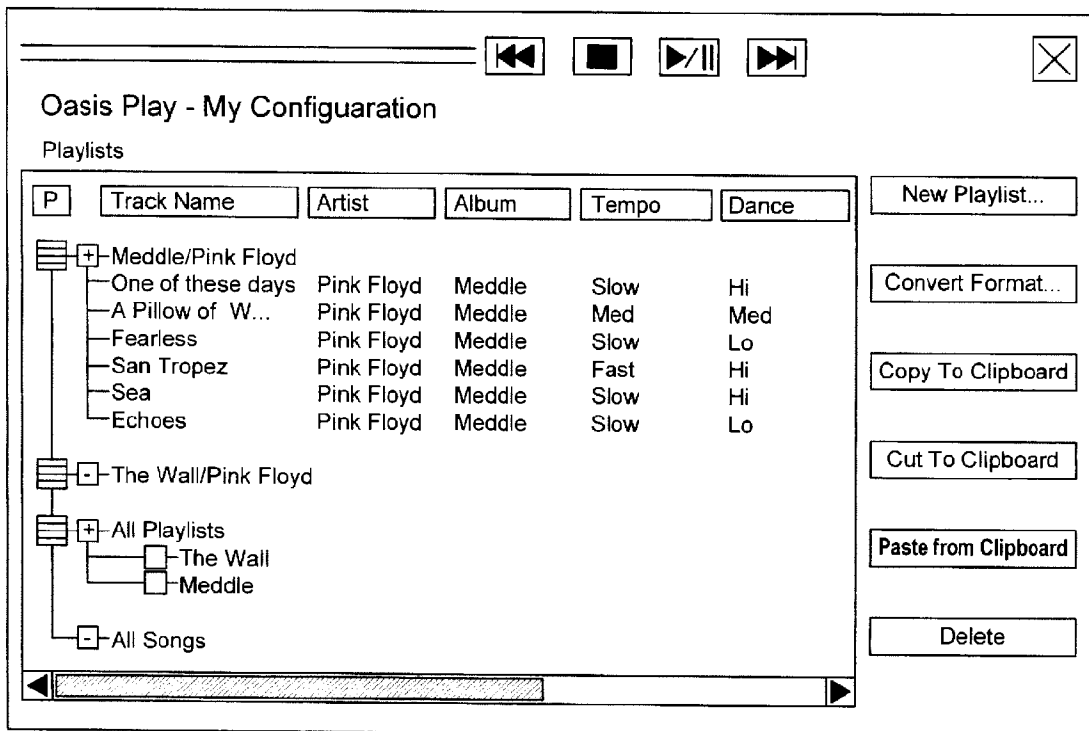 Oasis Play - My Configuaration
Playlists
P Track Name Artist Album Tempo Dance
Meddle/Pink Floyd
One of these days Pink Floyd Meddle Slow Hi
A Pillow of W... Pink Floyd Meddle Med Med
Fearless Pink Floyd Meddle Slow Lo
San Tropez Pink Floyd Meddle Fast Hi
Sea Pink Floyd Meddle Slow Hi
Echoes Pink Floyd Meddle Slow Lo
The Wall/Pink Floyd
All Playlists
The Wall
Meddle
All Songs
New Playlist...
Convert Format...
Copy To Clipboard
Cut To Clipboard
Paste from Clipboard
Delete